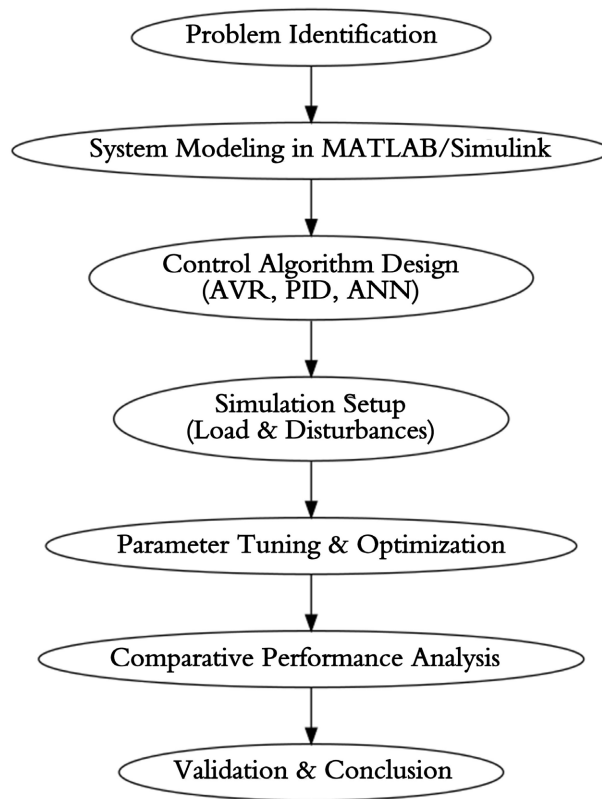 Problem Identification
System Modeling in MATLAB/Simulink
Control Algorithm Design
(AVR, PID, ANN)
Simulation Setup
(Load & Disturbances)
Parameter Tuning & Optimization
Comparative Performance Analysis
Validation & Conclusion